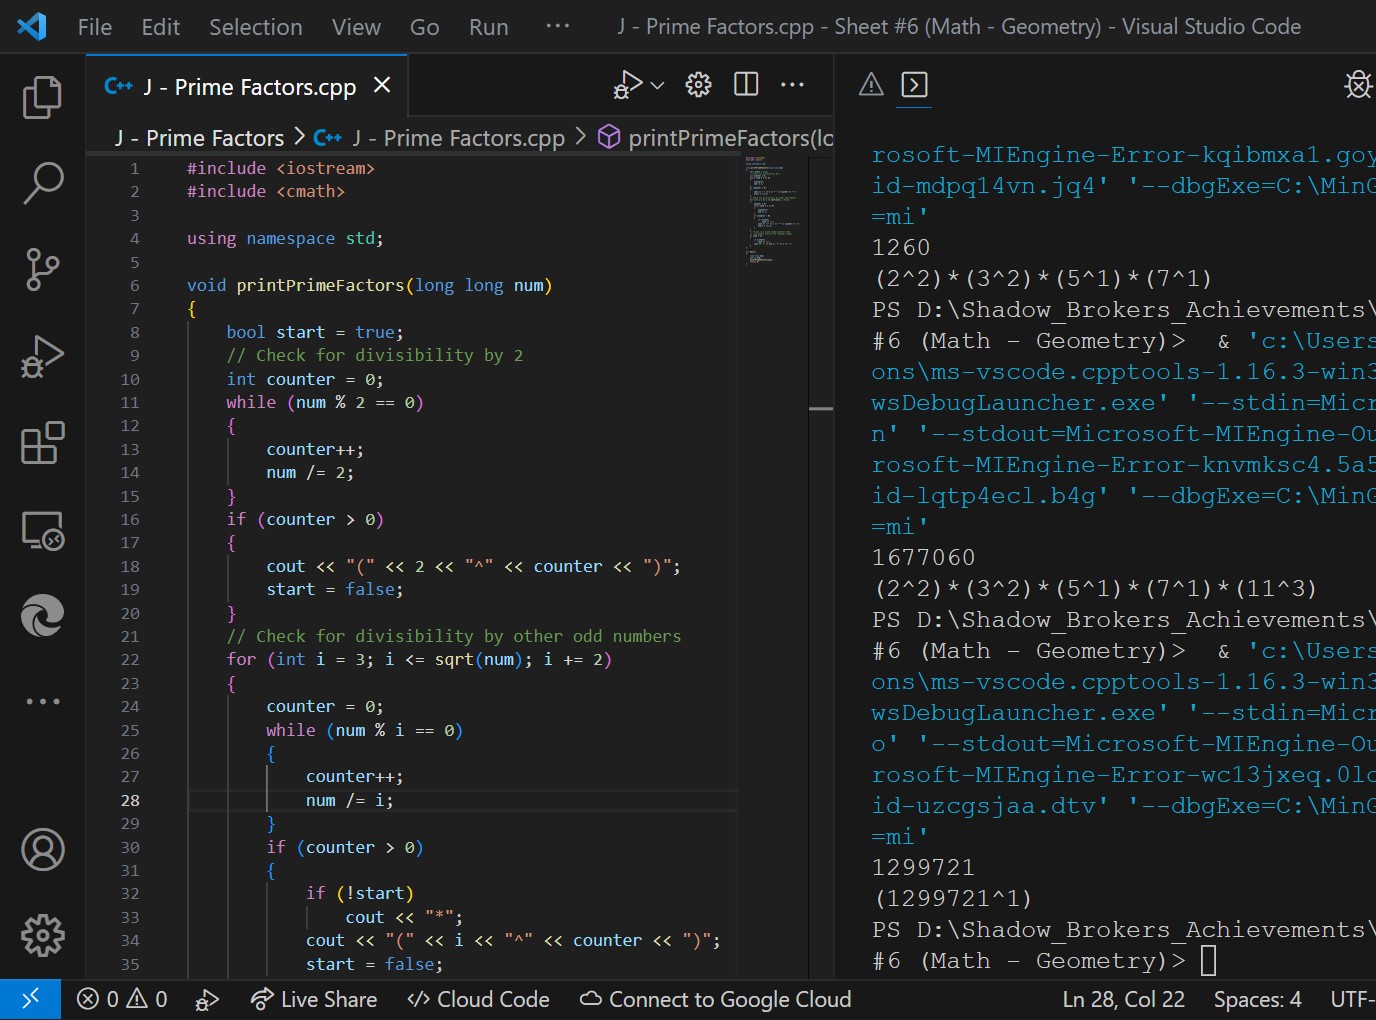 File Edit Selection View Go Run ··· J - Prime Factors.cpp - Sheet #6 (Math - Geometry) - Visual Studio Code
C++ J - Prime Factors.cpp
J - Prime Factors > C++ J - Prime Factors.cpp > printPrimeFactors(lo
1 #include <iostream>
2 #include <cmath>
3
4 using namespace std;
5
6 void printPrimeFactors(long long num)
7 {
8 bool start = true;
9 // Check for divisibility by 2
10 int counter = 0;
11 while (num % 2 == 0)
12 {
13 counter++;
14 num /= 2;
15 }
16 if (counter > 0)
17 {
18 cout << "(" << 2 << "^" << counter << ")";
19 start = false;
20 }
21 // Check for divisibility by other odd numbers
22 for (int i = 3; i <= sqrt(num); i += 2)
23 {
24 counter = 0;
25 while (num % i == 0)
26 {
27 counter++;
28 num /= i;
29 }
30 if (counter > 0)
31 {
32 if (!start)
33 cout << "*";
34 cout << "(" << i << "^" << counter << ")";
35 start = false;
rosoft-MIEngine-Error-kqibmxa1.goy
id-mdpq14vn.jq4' '--dbgExe=C:\MinG
=mi'
1260
(2^2)*(3^2)*(5^1)*(7^1)
PS D:\Shadow_Brokers_Achievements\
#6 (Math - Geometry)> & 'c:\Users
ons\ms-vscode.cpptools-1.16.3-win3
wsDebugLauncher.exe' '--stdin=Micr
n' '--stdout=Microsoft-MIEngine-Ou
rosoft-MIEngine-Error-knvmksc4.5a5
id-lqtp4ecl.b4g' '--dbgExe=C:\MinG
=mi'
1677060
(2^2)*(3^2)*(5^1)*(7^1)*(11^3)
PS D:\Shadow_Brokers_Achievements\
#6 (Math - Geometry)> & 'c:\Users
ons\ms-vscode.cpptools-1.16.3-win3
wsDebugLauncher.exe' '--stdin=Micr
o' '--stdout=Microsoft-MIEngine-Ou
rosoft-MIEngine-Error-wc13jxeq.0lc
id-uzcgsjaa.dtv' '--dbgExe=C:\MinG
=mi'
1299721
(1299721^1)
PS D:\Shadow_Brokers_Achievements\
#6 (Math - Geometry)>
0 0 Live Share Cloud Code Connect to Google Cloud Ln 28, Col 22 Spaces: 4 UTF-